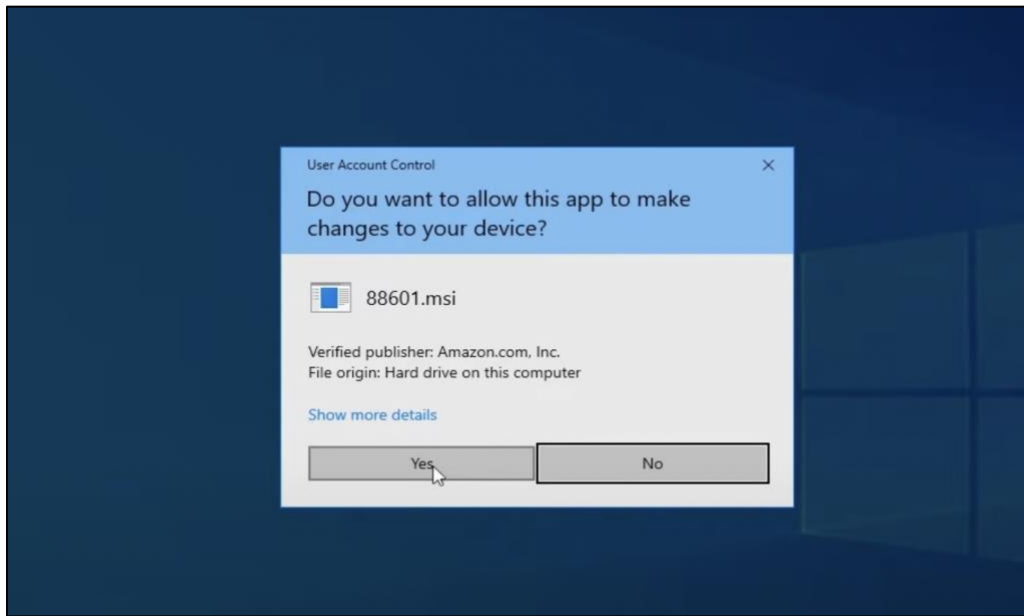 User Account Control
Do you want to allow this app to make
changes to your device?
88601.msi
Verified publisher: Amazon.com, Inc.
File origin: Hard drive on this computer
Show more details
Yes
No